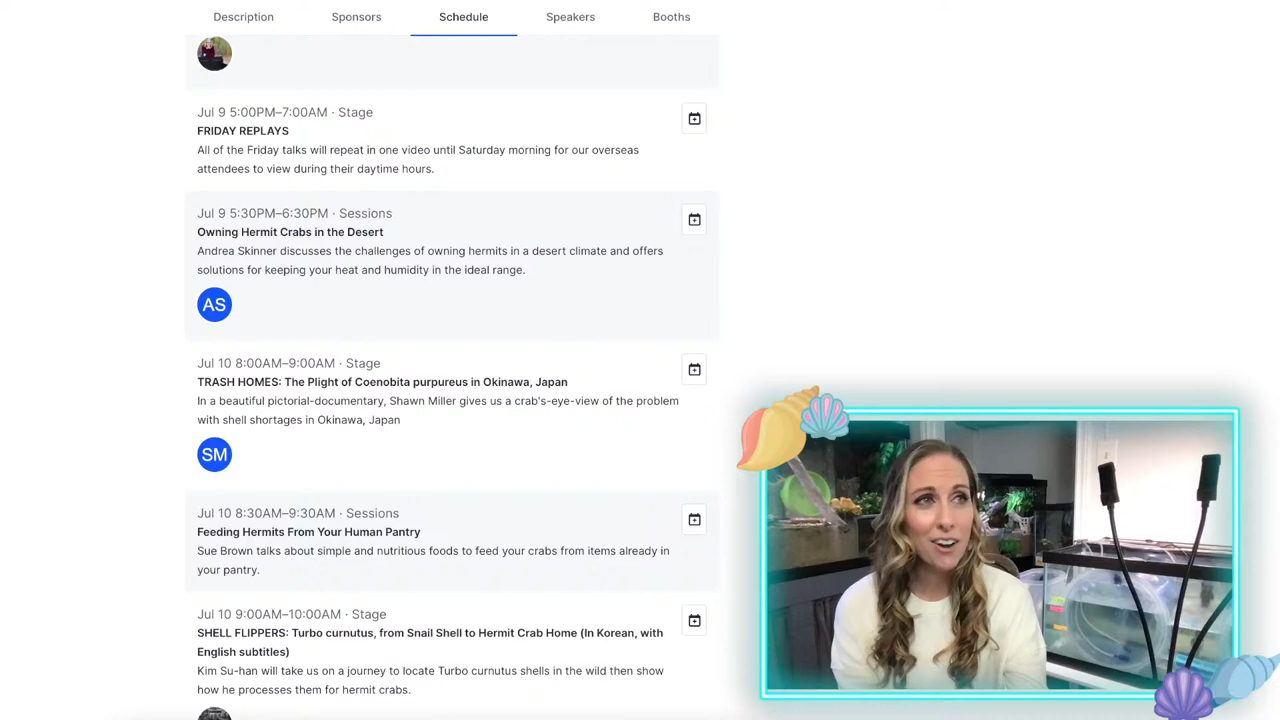 Description
Sponsors
Schedule
Speakers
Booths
Jul 9 5:00PM–7:00AM · Stage
FRIDAY REPLAYS
All of the Friday talks will repeat in one video until Saturday morning for our overseas
attendees to view during their daytime hours.
Jul 9 5:30PM–6:30PM · Sessions
Owning Hermit Crabs in the Desert
Andrea Skinner discusses the challenges of owning hermits in a desert climate and offers
solutions for keeping your heat and humidity in the ideal range.
AS
Jul 10 8:00AM–9:00AM · Stage
TRASH HOMES: The Plight of Coenobita purpureus in Okinawa, Japan
In a beautiful pictorial-documentary, Shawn Miller gives us a crab's-eye-view of the problem
with shell shortages in Okinawa, Japan
SM
Jul 10 8:30AM–9:30AM · Sessions
Feeding Hermits From Your Human Pantry
Sue Brown talks about simple and nutritious foods to feed your crabs from items already in
your pantry.
Jul 10 9:00AM–10:00AM · Stage
SHELL FLIPPERS: Turbo curnutus, from Snail Shell to Hermit Crab Home (In Korean, with
English subtitles)
Kim Su-han will take us on a journey to locate Turbo curnutus shells in the wild then show
how he processes them for hermit crabs.